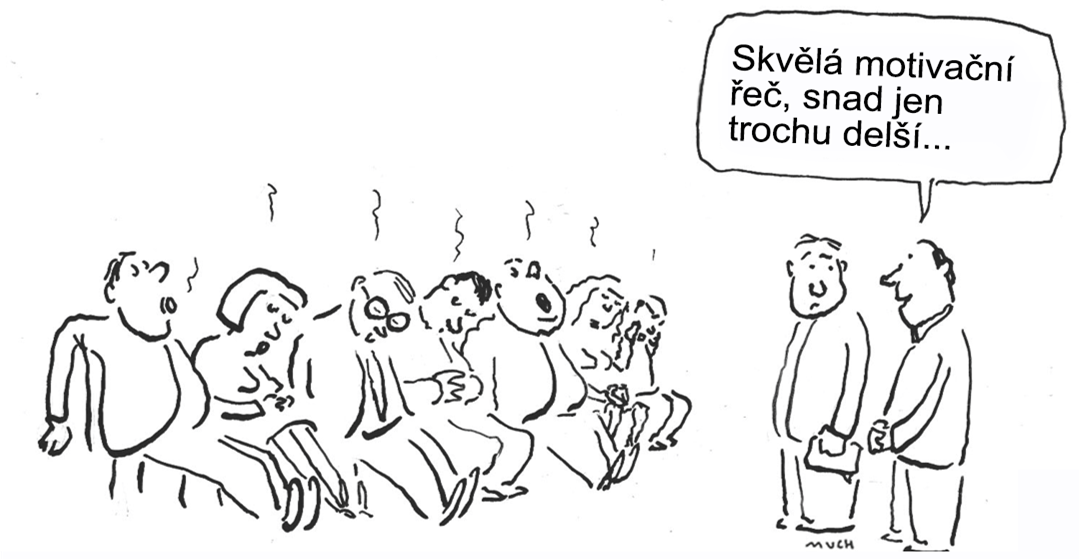 Skvělá motivační
řeč, snad jen
trochu delší...
MUCH